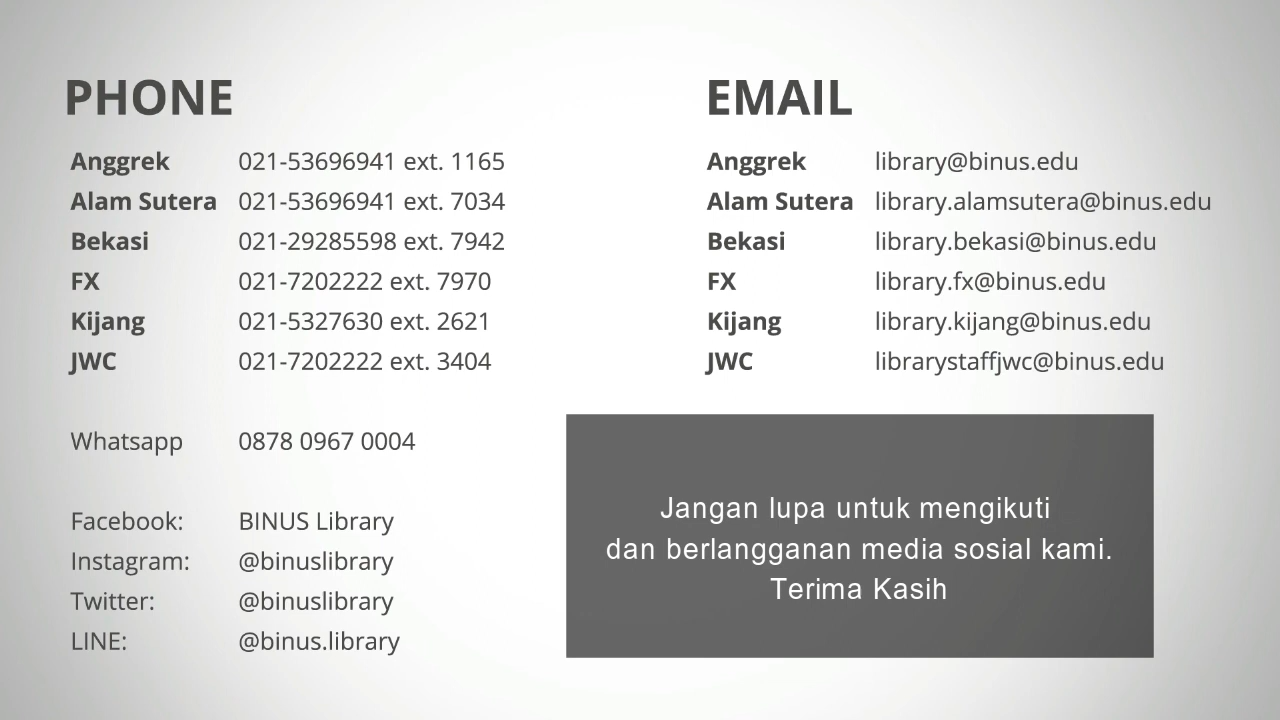 PHONE
Anggrek 021-53696941 ext. 1165
Alam Sutera 021-53696941 ext. 7034
Bekasi 021-29285598 ext. 7942
FX 021-7202222 ext. 7970
Kijang 021-5327630 ext. 2621
JWC 021-7202222 ext. 3404
Whatsapp 0878 0967 0004
Facebook: BINUS Library
Instagram: @binuslibrary
Twitter: @binuslibrary
LINE: @binus.library
EMAIL
Anggrek library@binus.edu
Alam Sutera library.alamsutera@binus.edu
Bekasi library.bekasi@binus.edu
FX library.fx@binus.edu
Kijang library.kijang@binus.edu
JWC librarystaffjwc@binus.edu
Jangan lupa untuk mengikuti
dan berlangganan media sosial kami.
Terima Kasih